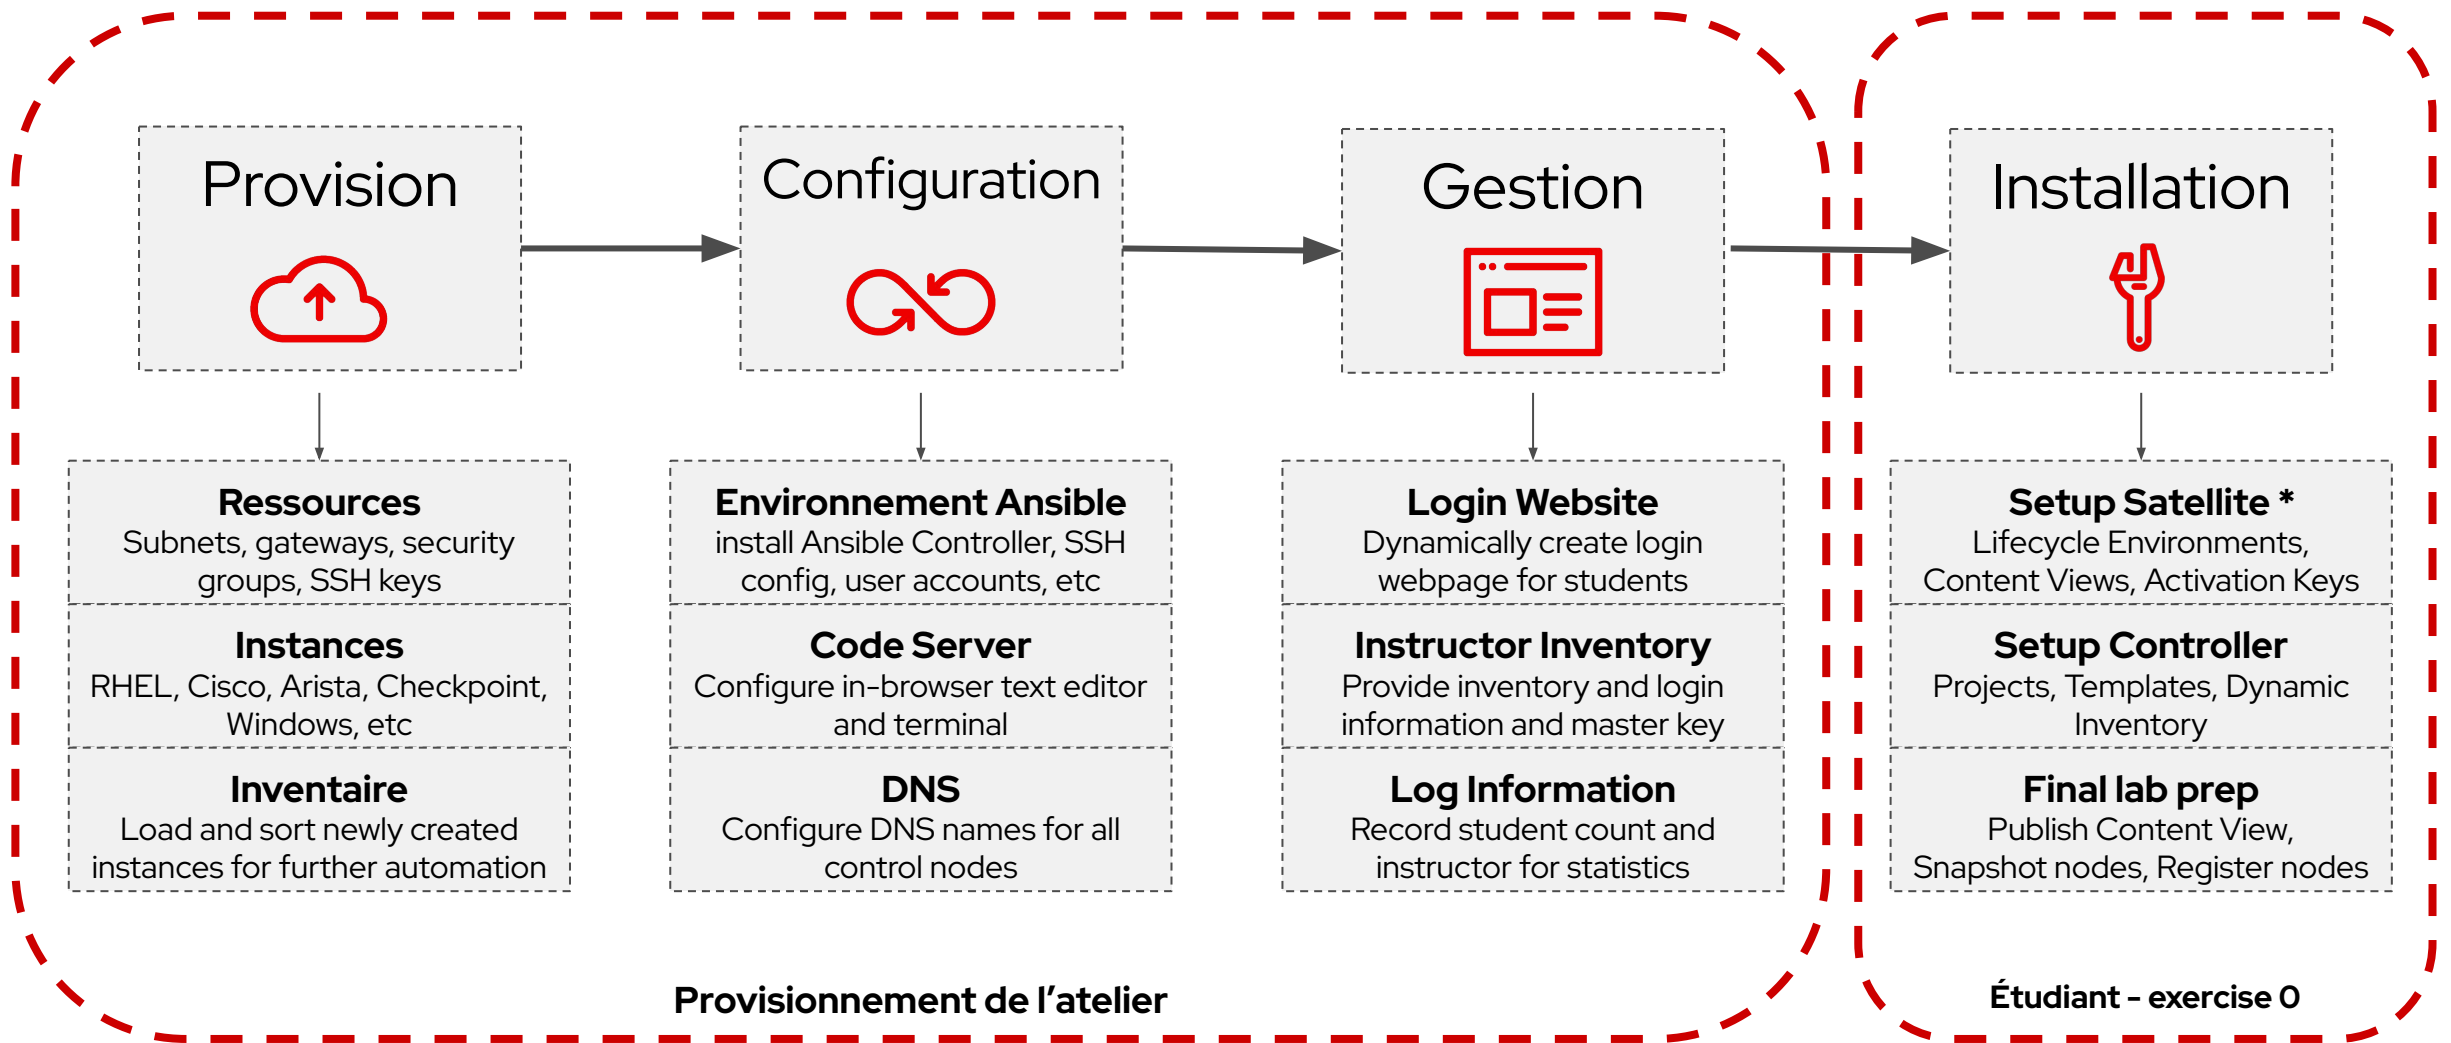 Provision
Configuration
Gestion
Installation
Ressources
Subnets, gateways, security
groups, SSH keys
Instances
RHEL, Cisco, Arista, Checkpoint,
Windows, etc
Inventaire
Load and sort newly created
instances for further automation
Environnement Ansible
install Ansible Controller, SSH
config, user accounts, etc
Code Server
Configure in-browser text editor
and terminal
DNS
Configure DNS names for all
control nodes
Login Website
Dynamically create login
webpage for students
Instructor Inventory
Provide inventory and login
information and master key
Log Information
Record student count and
instructor for statistics
Setup Satellite *
Lifecycle Environments,
Content Views, Activation Keys
Setup Controller
Projects, Templates, Dynamic
Inventory
Final lab prep
Publish Content View,
Snapshot nodes, Register nodes
Provisionnement de l’atelier
Étudiant - exercise 0